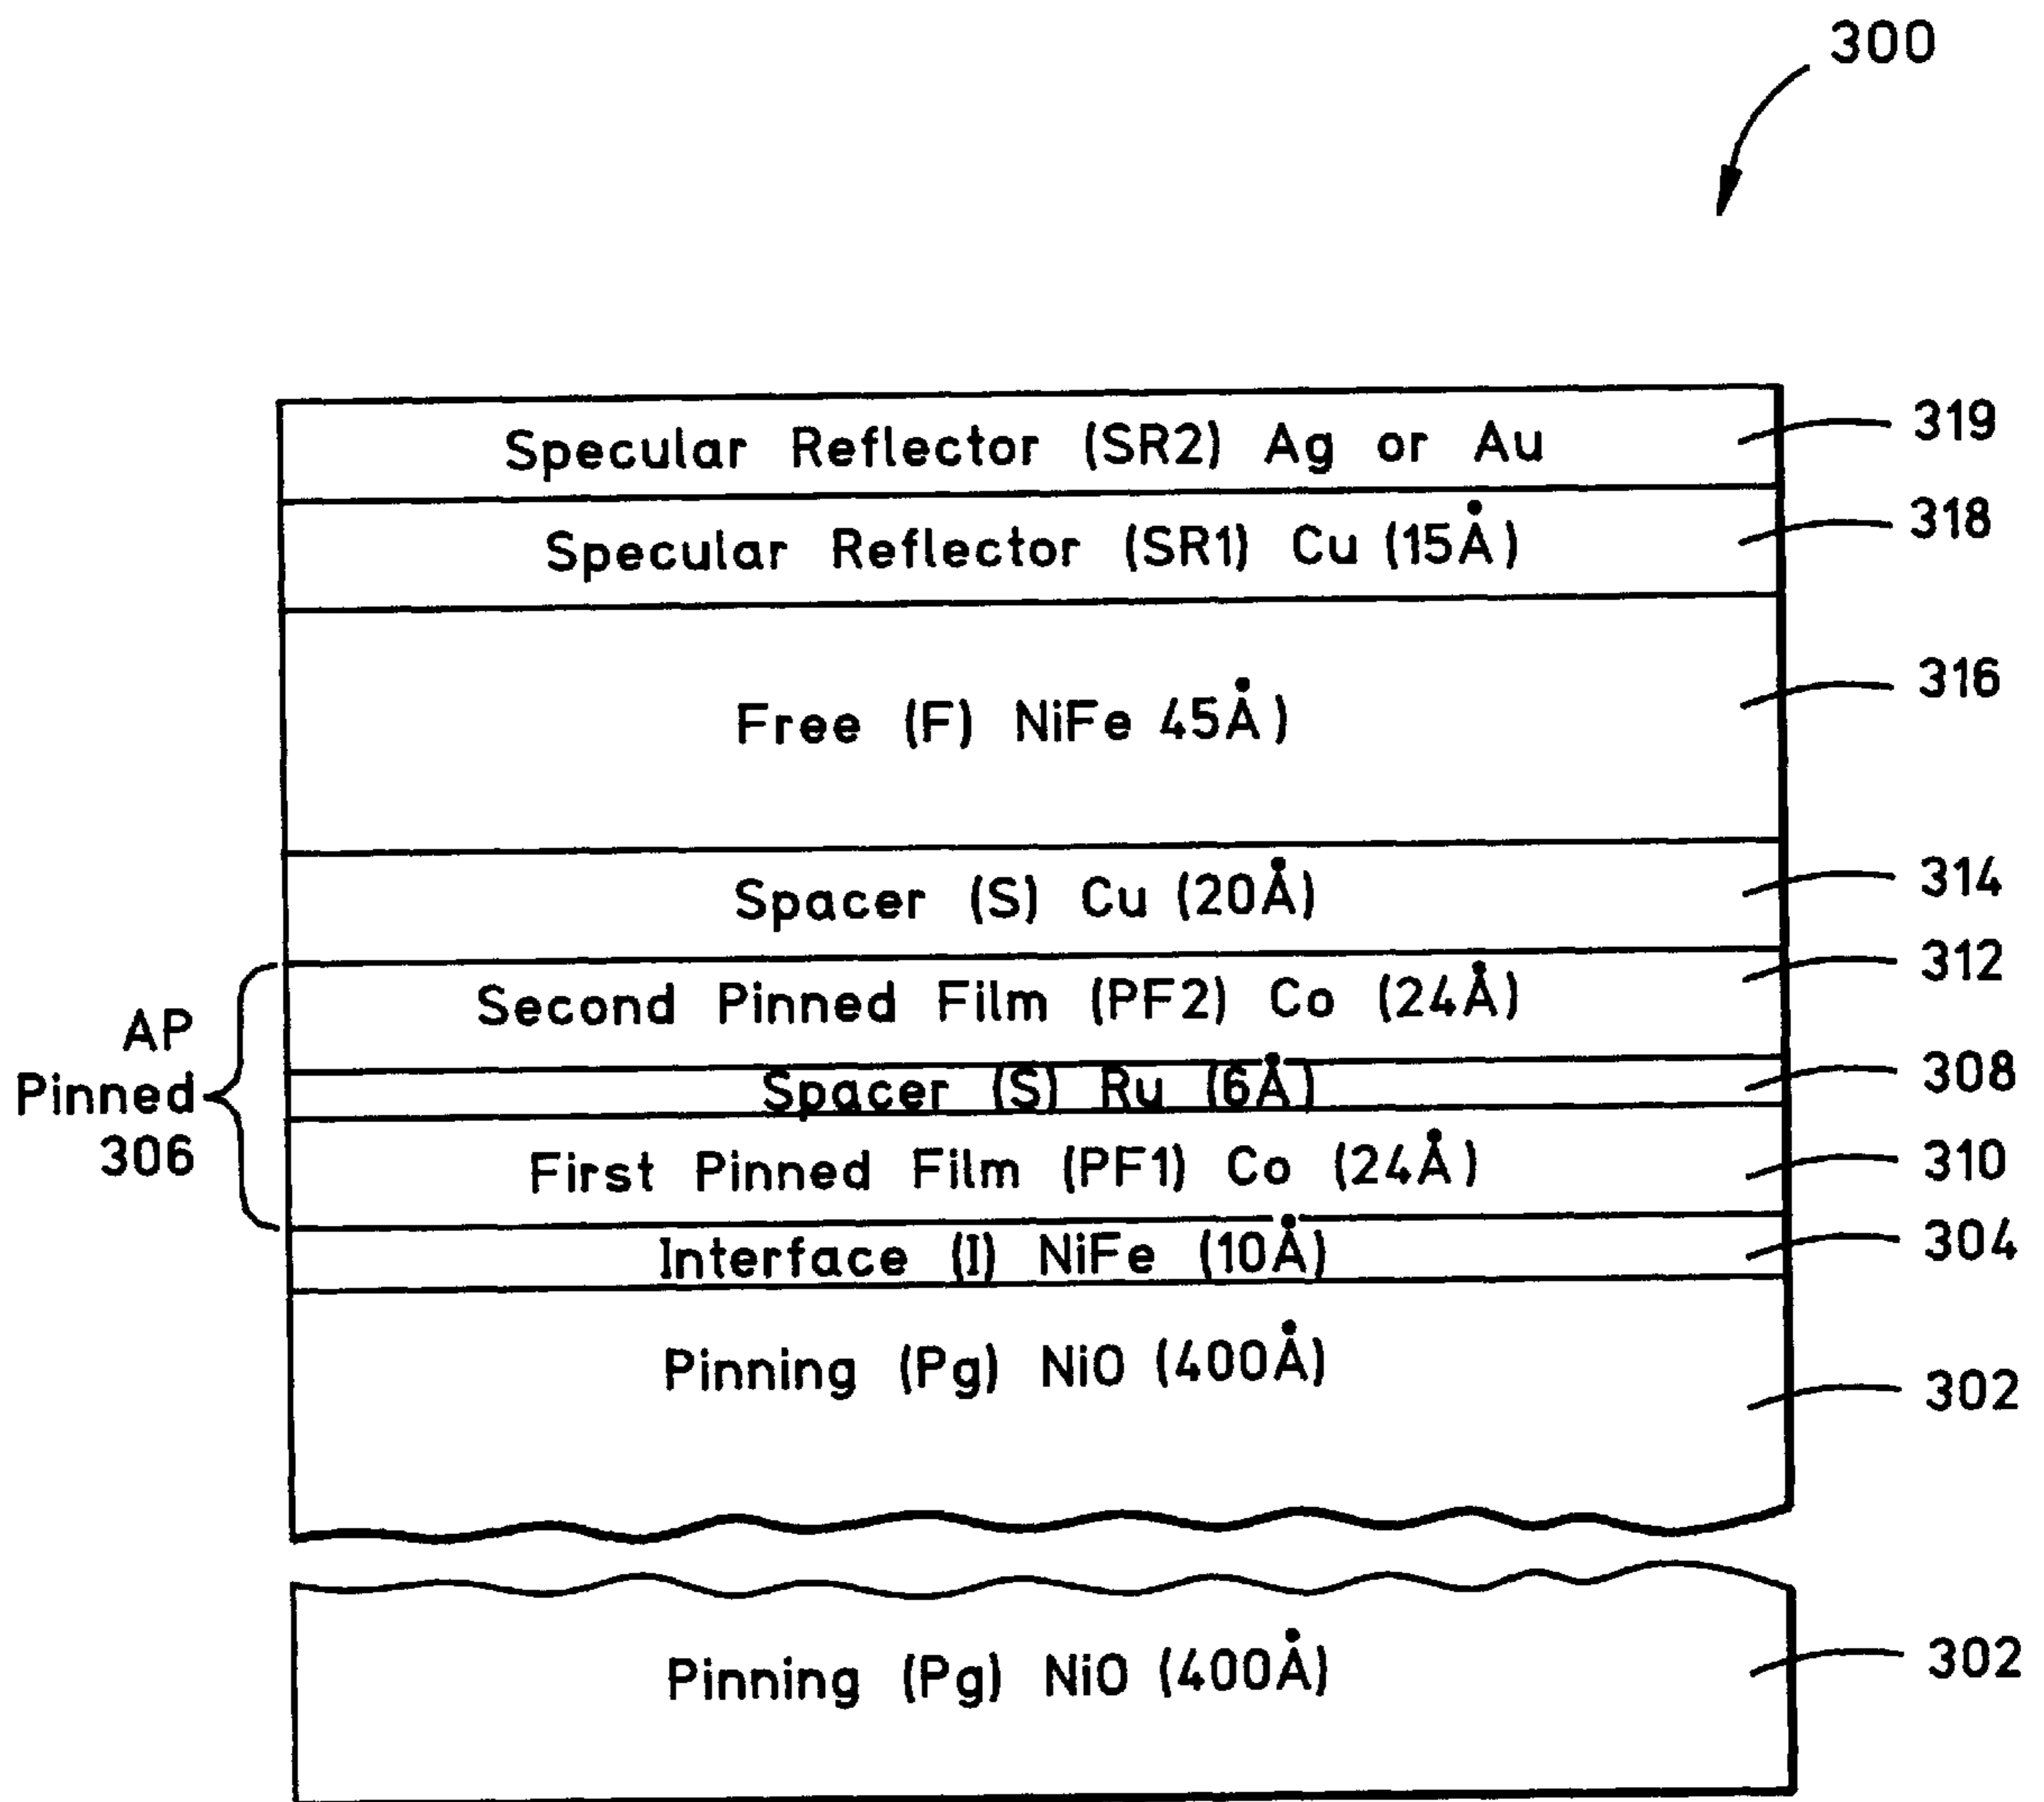 300
Specular Reflector (SR2) Ag or Au
319
Specular Reflector (SR1) Cu (15Å)
318
Free (F) NiFe 45Å)
316
Spacer (S) Cu (20Å)
314
Second Pinned Film (PF2) Co (24Å)
312
AP
Pinned
306
Spacer (S) Ru (6Å)
308
First Pinned Film (PF1) Co (24Å)
310
Interface (I) NiFe (10Å)
304
Pinning (Pg) NiO (400Å)
302
Pinning (Pg) NiO (400Å)
302